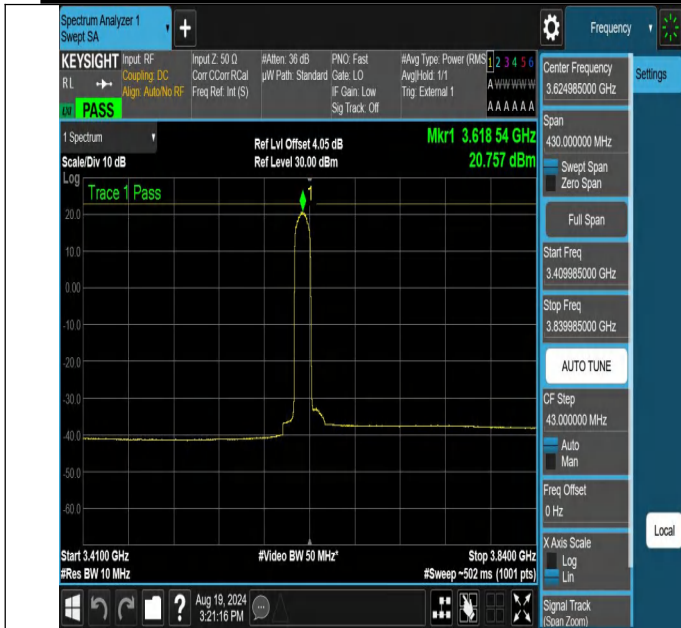 Spectrum Analyzer 1
Swept SA
+
Frequency
KEYSIGHT
RL
PASS
Input: RF
Coupling: DC
Align: Auto/No RF
Input Z: 50 Ω
Corr CCorr RCal
Freq Ref: Int (S)
#Atten: 36 dB
µW Path: Standard
PNO: Fast
Gate: LO
IF Gain: Low
Sig Track: Off
#Avg Type: Power (RMS
Avg|Hold: 1/1
Trig: External 1
1 2 3 4 5 6
A W W W W W
A A A A A A
1 Spectrum
Scale/Div 10 dB
Ref Lvl Offset 4.05 dB
Ref Level 30.00 dBm
Mkr1 3.618 54 GHz
20.757 dBm
Log
Trace 1 Pass
1
20.0
10.0
0.00
-10.0
-20.0
-30.0
-40.0
-50.0
-60.0
Start 3.4100 GHz
#Res BW 10 MHz
#Video BW 50 MHz*
Stop 3.8400 GHz
#Sweep ~502 ms (1001 pts)
Center Frequency
3.624985000 GHz
Settings
Span
430.000000 MHz
Swept Span
Zero Span
Full Span
Start Freq
3.409985000 GHz
Stop Freq
3.839985000 GHz
AUTO TUNE
CF Step
43.000000 MHz
Auto
Man
Freq Offset
0 Hz
Local
X Axis Scale
Log
Lin
Signal Track
(Span Zoom)
?
Aug 19, 2024
3:21:16 PM